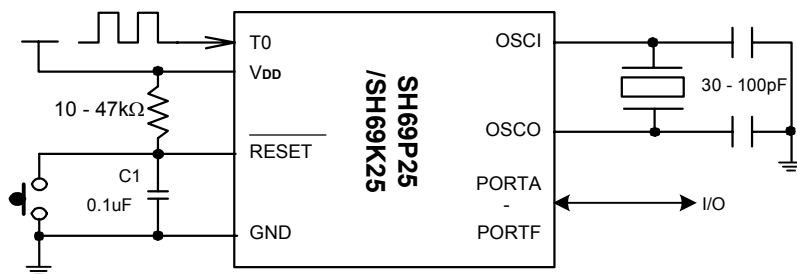 T0
VDD
10 - 47kΩ
RESET
C1
0.1uF
GND
SH69P25
/SH69K25
OSCI
OSCO
PORTA
-
PORTF
30 - 100pF
I/O